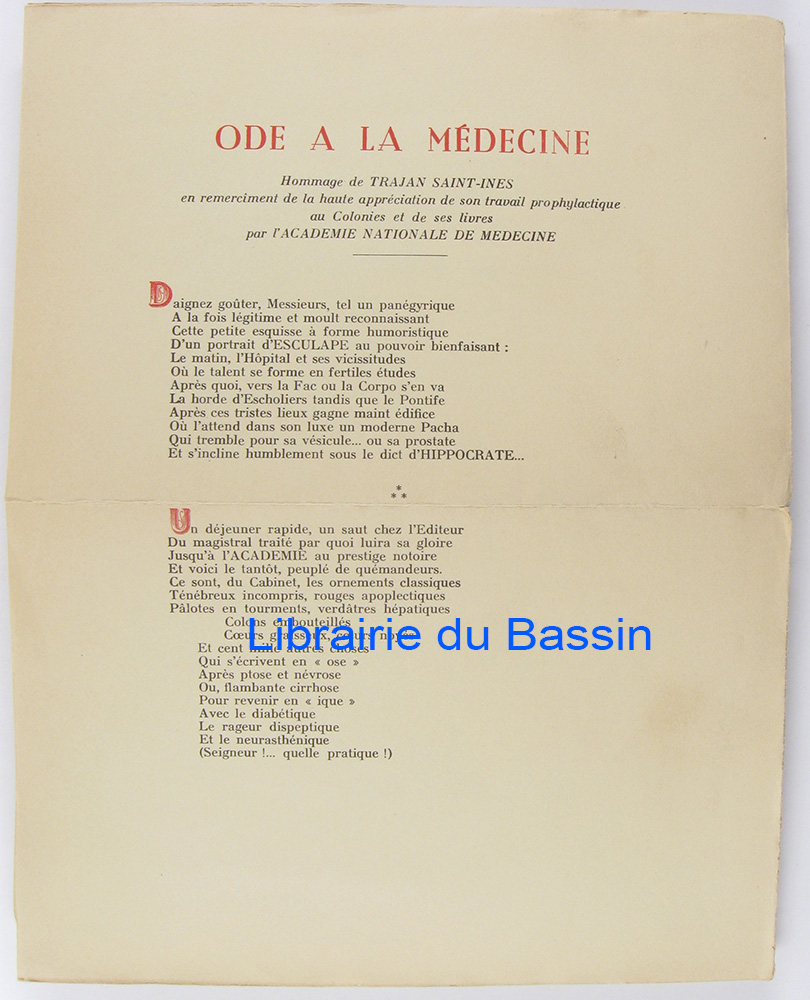 ODE A LA MÉDECINE
Hommage de TRAJAN SAINT-INES
en remerciment de la haute appréciation de son travail prophylactique
au Colonies et de ses livres
par l'ACADEMIE NATIONALE DE MEDECINE
Daignez goûter, Messieurs, tel un panégyrique
A la fois légitime et moult reconnaissant
Cette petite esquisse à forme humoristique
D'un portrait d'ESCULAPE au pouvoir bienfaisant :
Le matin, l'Hôpital et ses vicissitudes
Où le talent se forme en fertiles études
Après quoi, vers la Fac ou la Corpo s'en va
La horde d'Escholiers tandis que le Pontife
Après ces tristes lieux gagne maint édifice
Où l'attend dans son luxe un moderne Pacha
Qui tremble pour sa vésicule... ou sa prostate
Et s'incline humblement sous le dict d'HIPPOCRATE...
*
* *
Un déjeuner rapide, un saut chez l'Editeur
Du magistral traité par quoi luira sa gloire
Jusqu'à l'ACADEMIE au prestige notoire
Et voici le tantôt, peuplé de quémandeurs.
Ce sont, du Cabinet, les ornements classiques
Ténébreux incompris, rouges apoplectiques
Pâlotes en tourments, verdâtres hépatiques
Colons embouteillés
Cœurs graisseux, cœurs noyés
Librairie du Bassin
Et cent mille autres choses
Qui s'écrivent en « ose »
Après ptose et névrose
Ou, flambante cirrhose
Pour revenir en « ique »
Avec le diabétique
Le rageur dispeptique
Et le neurasthénique
(Seigneur !... quelle pratique !)